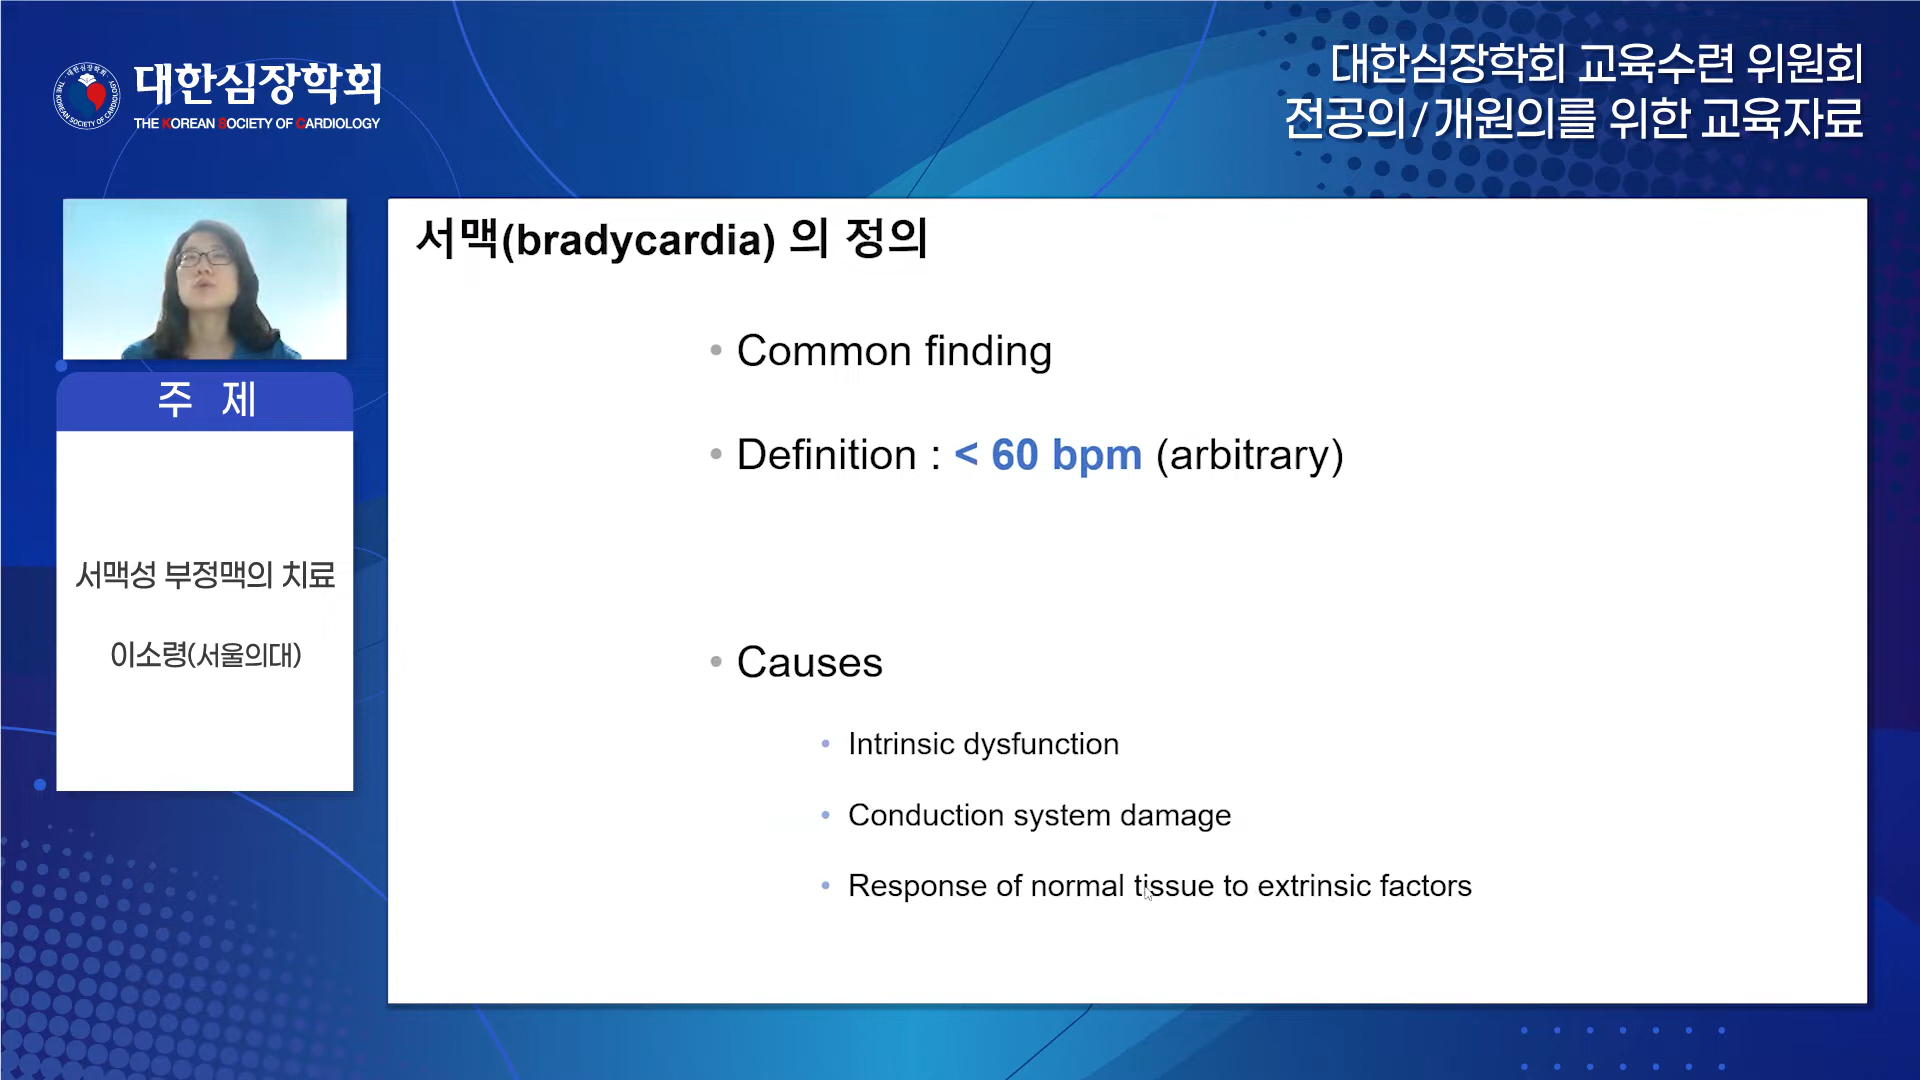 대한심장학회
THE KOREAN SOCIETY OF CARDIOLOGY
대한심장학회 교육수련 위원회
전공의/개원의를 위한 교육자료
주 제
서맥성 부정맥의 치료
이소령(서울의대)
서맥(bradycardia) 의 정의
• Common finding
• Definition : < 60 bpm (arbitrary)
• Causes
• Intrinsic dysfunction
• Conduction system damage
• Response of normal tissue to extrinsic factors